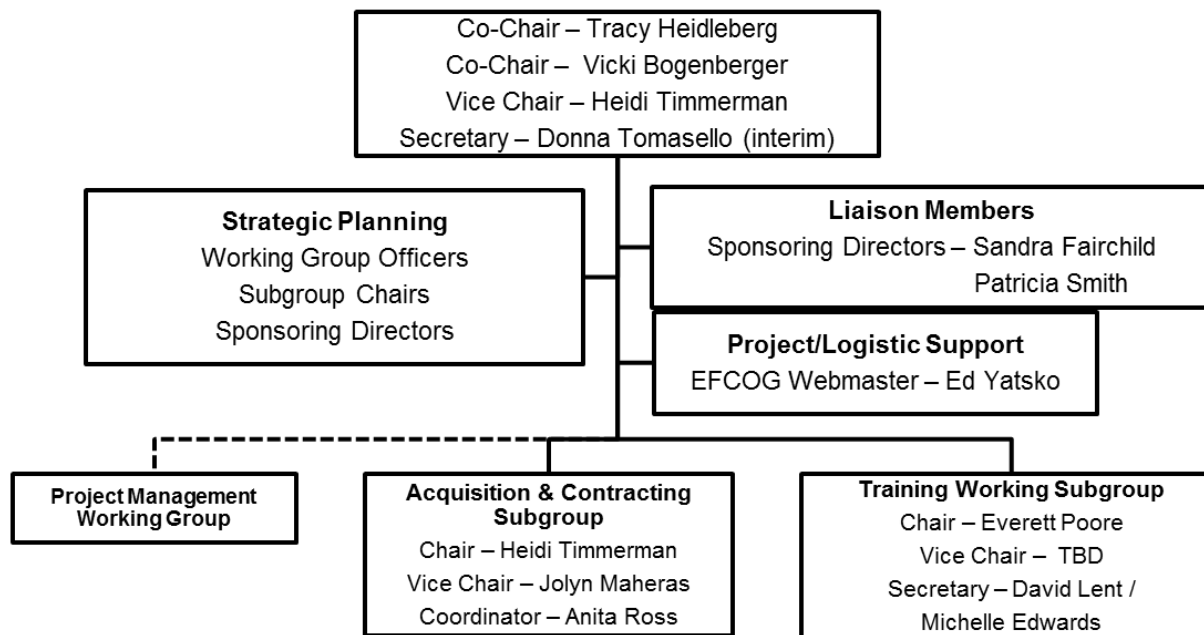 Co-Chair – Tracy Heidleberg
Co-Chair – Vicki Bogenberger
Vice Chair – Heidi Timmerman
Secretary – Donna Tomasello (interim)
Strategic Planning
Working Group Officers
Subgroup Chairs
Sponsoring Directors
Liaison Members
Sponsoring Directors – Sandra Fairchild
Patricia Smith
Project/Logistic Support
EFCOG Webmaster – Ed Yatsko
Project Management
Working Group
Acquisition & Contracting
Subgroup
Chair – Heidi Timmerman
Vice Chair – Jolyn Maheras
Coordinator – Anita Ross
Training Working Subgroup
Chair – Everett Poore
Vice Chair – TBD
Secretary – David Lent /
Michelle Edwards